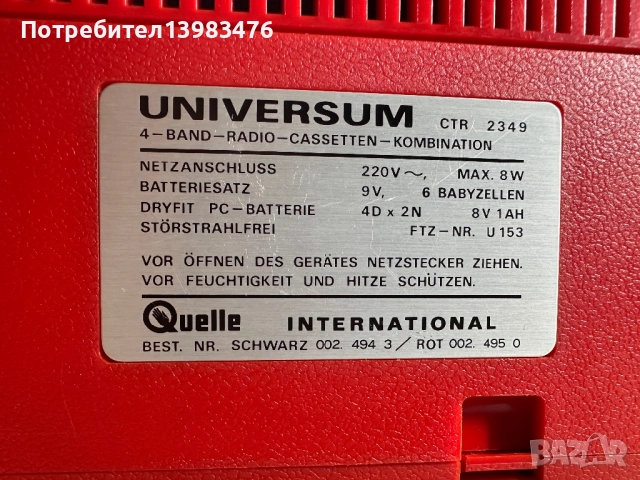 Потребител13983476
UNIVERSUM CTR 2349
4-BAND-RADIO-CASSETTEN-KOMBINATION
NETZANSCHLUSS 220V ~, MAX. 8W
BATTERIESATZ 9V, 6 BABYZELLEN
DRYFIT PC-BATTERIE 4D x 2N 8V 1AH
STÖRSTRAHLFREI FTZ-NR. U 153
VOR ÖFFNEN DES GERÄTES NETZSTECKER ZIEHEN.
VOR FEUCHTIGKEIT UND HITZE SCHÜTZEN.
Quelle INTERNATIONAL
BEST. NR. SCHWARZ 002. 494 3 / ROT 002. 495 0
BAZAR